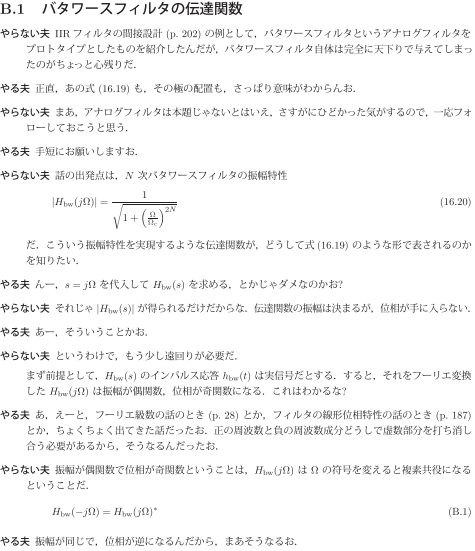 B.1 バタワースフィルタの伝達関数
やらない夫 IIR フィルタの間接設計 (p. 202) の例として，バタワースフィルタというアナログフィルタを
プロトタイプとしたものを紹介したんだが，バタワースフィルタ自体は完全に天下りで与えてしまっ
たのがちょっと心残りだ．
やる夫 正直，あの式 (16.19) も，その極の配置も，さっぱり意味がわからんお．
やらない夫 まあ，アナログフィルタは本題じゃないとはいえ，さすがにひどかった気がするので，一応フォ
ローしておこうと思う．
やる夫 手短にお願いしますお．
やらない夫 話の出発点は，N 次バタワースフィルタの振幅特性
|H_bw(jΩ)| = 1 / √(1 + (Ω/Ω_c)^{2N}) (16.20)
だ．こういう振幅特性を実現するような伝達関数が，どうして式 (16.19) のような形で表されるのか
を知りたい．
やる夫 んー，s = jΩ を代入して H_bw(s) を求める，とかじゃダメなのかお?
やらない夫 それじゃ |H_bw(s)| が得られるだけだからな．伝達関数の振幅は決まるが，位相が手に入らない．
やる夫 あー，そういうことかお．
やらない夫 というわけで，もう少し遠回りが必要だ．
まず前提として，H_bw(s) のインパルス応答 h_bw(t) は実信号だとする．すると，それをフーリエ変換
した H_bw(jΩ) は振幅が偶関数，位相が奇関数になる．これはわかるな?
やる夫 あ，えーと，フーリエ級数の話のとき (p. 28) とか，フィルタの線形位相特性の話のとき (p. 187)
とか，ちょくちょく出てきた話だったお．正の周波数と負の周波数成分どうしで虚数部分を打ち消し
合う必要があるから，そうなるんだったお．
やらない夫 振幅が偶関数で位相が奇関数ということは，H_bw(jΩ) は Ω の符号を変えると複素共役になる
ということだ．
H_bw(−jΩ) = H_bw(jΩ)* (B.1)
やる夫 振幅が同じで，位相が逆になるんだから，まあそうなるお．